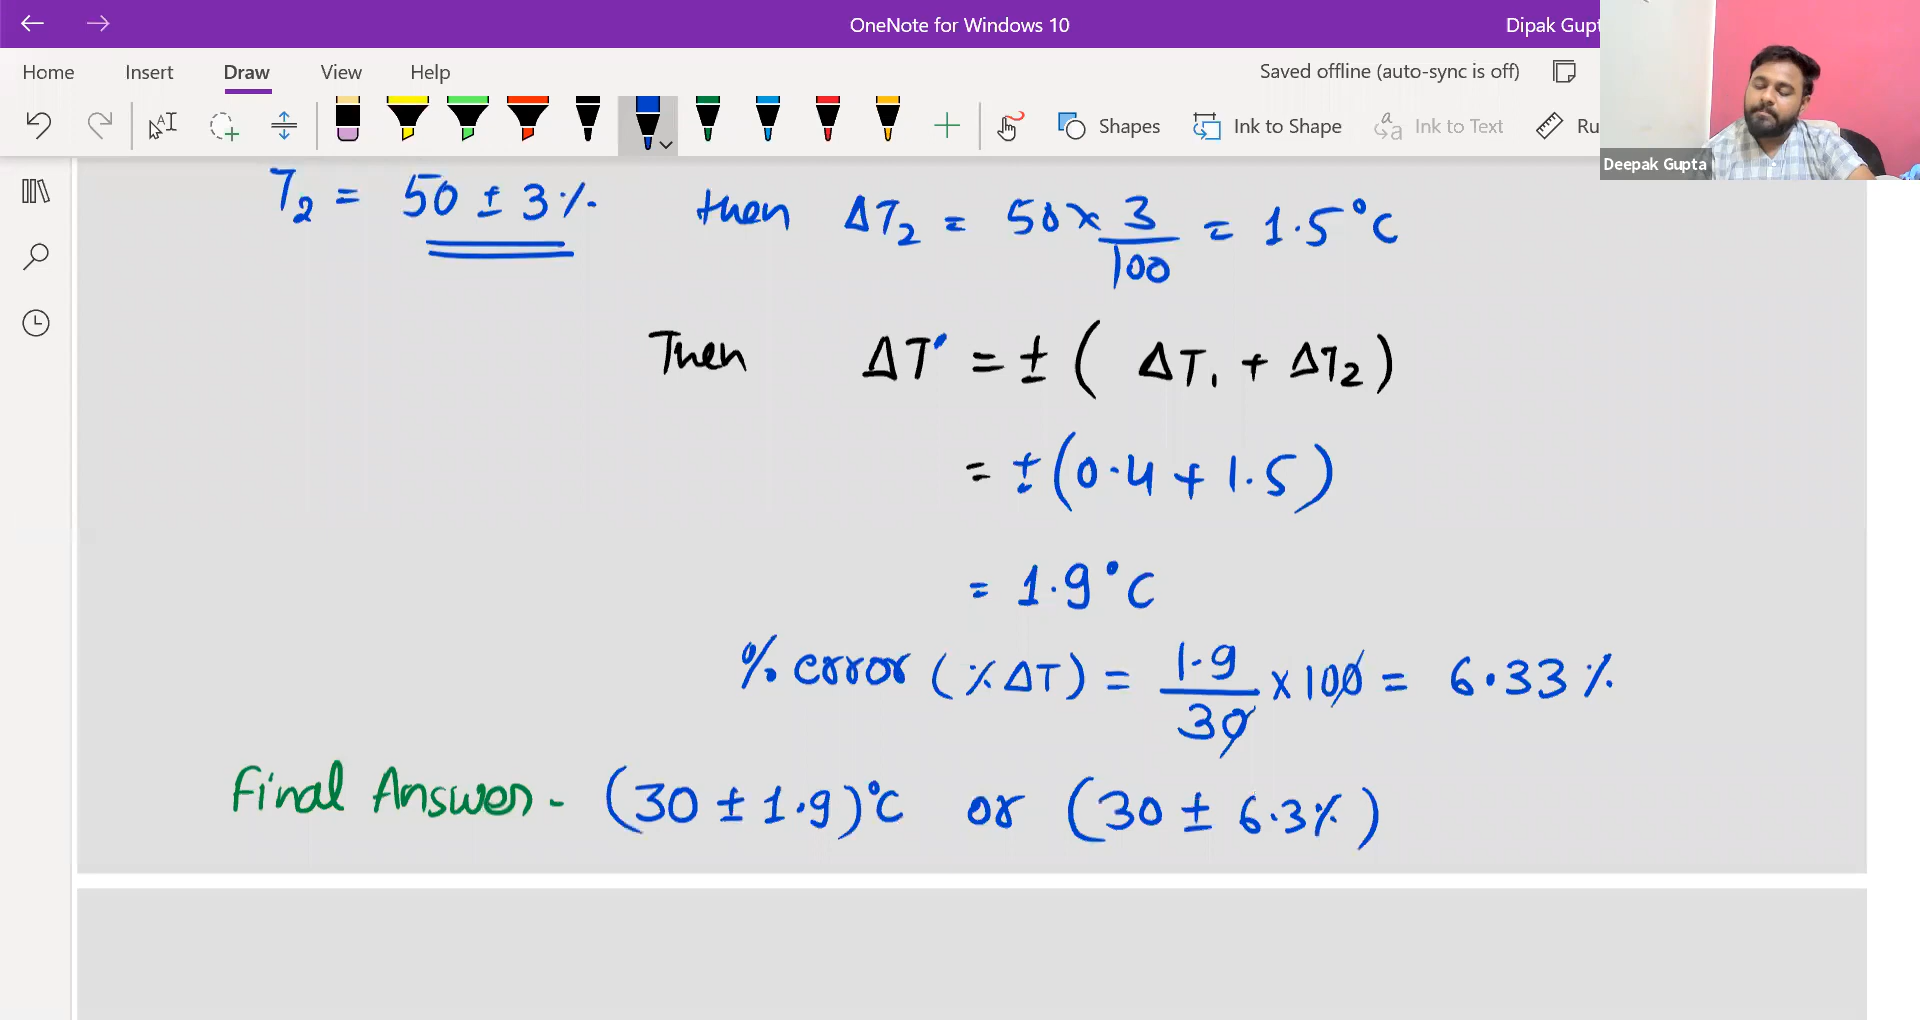 OneNote for Windows 10
Dipak Gupt
Home Insert Draw View Help
Saved offline (auto-sync is off)
Shapes Ink to Shape Ink to Text Ru
Deepak Gupta
T₂ = 50 ± 3% then ΔT₂ = 50 × 3/100 = 1.5°C
Then ΔT = ± ( ΔT₁ + ΔT₂ )
= ± (0.4 + 1.5)
= 1.9°C
% error (% ΔT) = 1.9/30 × 100 = 6.33 %
Final Answer - (30 ± 1.9)°C or (30 ± 6.3%)